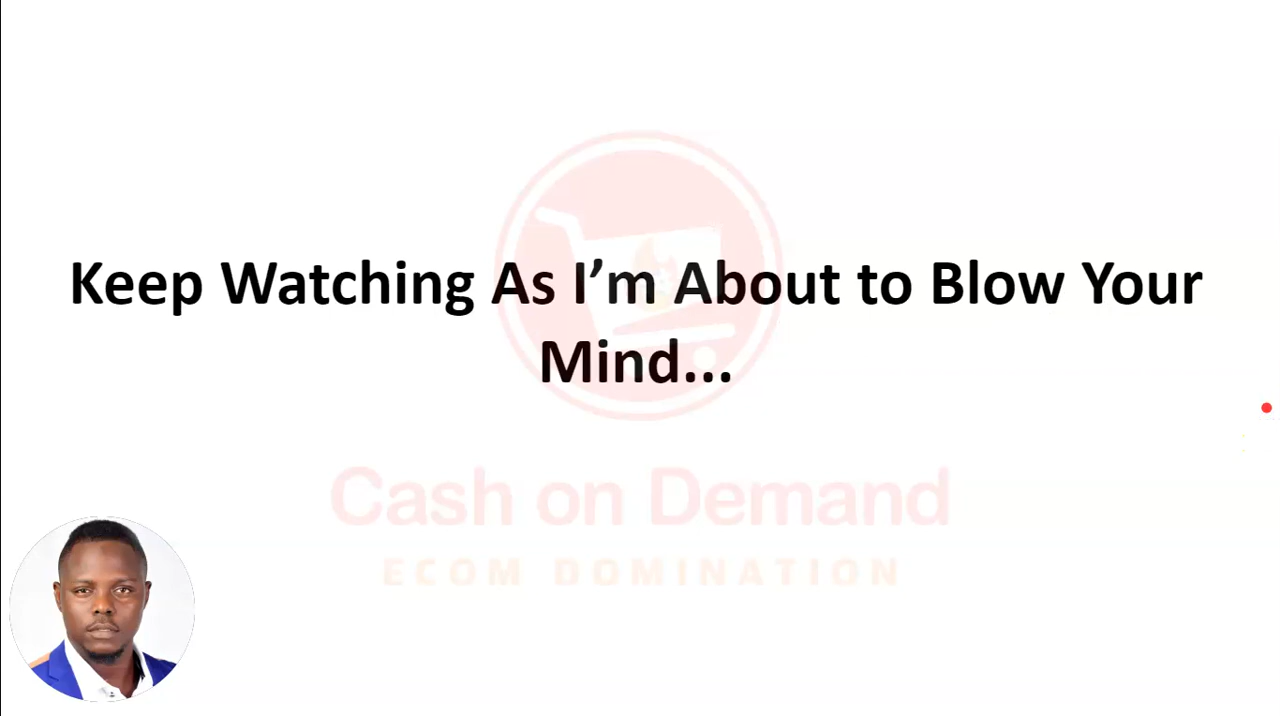 Keep Watching As I’m About to Blow Your
Mind...
Cash on Demand
ECOM DOMINATION